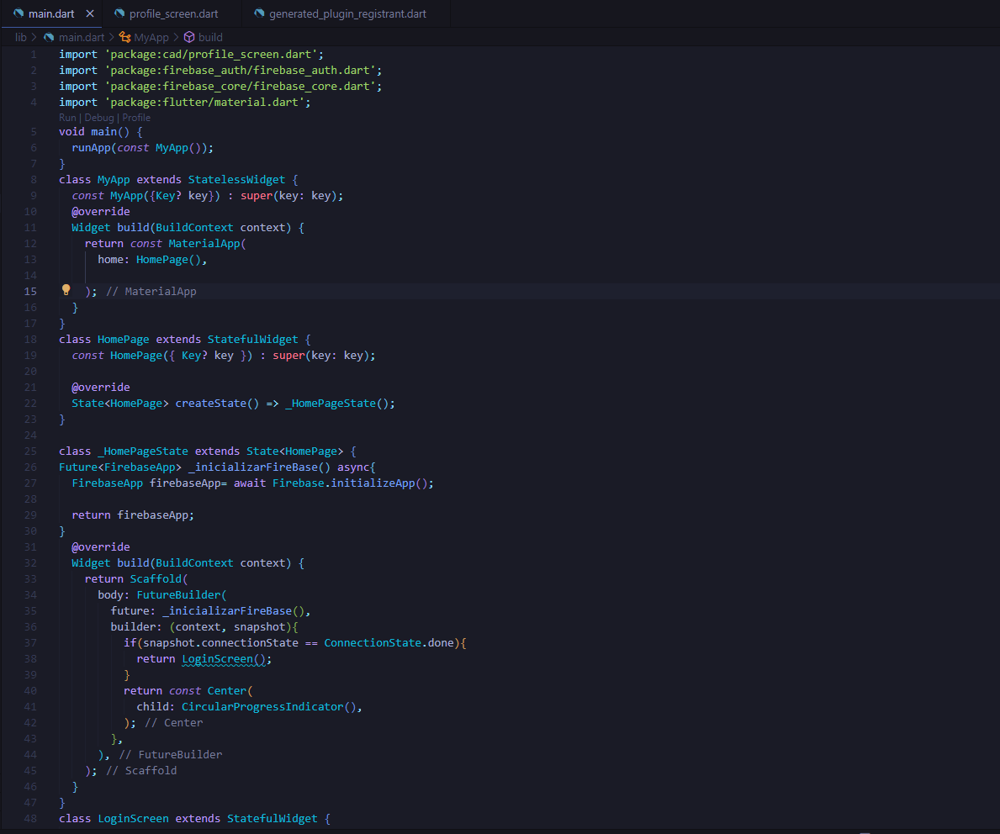 main.dart × profile_screen.dart generated_plugin_registrant.dart
lib > main.dart > MyApp > build
1 import 'package:cad/profile_screen.dart';
2 import 'package:firebase_auth/firebase_auth.dart';
3 import 'package:firebase_core/firebase_core.dart';
4 import 'package:flutter/material.dart';
Run | Debug | Profile
5 void main() {
6   runApp(const MyApp());
7 }
8 class MyApp extends StatelessWidget {
9   const MyApp({Key? key}) : super(key: key);
10   @override
11   Widget build(BuildContext context) {
12     return const MaterialApp(
13       home: HomePage(),
14
15     ); // MaterialApp
16   }
17 }
18 class HomePage extends StatefulWidget {
19   const HomePage({ Key? key }) : super(key: key);
20
21   @override
22   State<HomePage> createState() => _HomePageState();
23 }
24
25 class _HomePageState extends State<HomePage> {
26 Future<FirebaseApp> _inicializarFireBase() async{
27   FirebaseApp firebaseApp= await Firebase.initializeApp();
28
29   return firebaseApp;
30 }
31   @override
32   Widget build(BuildContext context) {
33     return Scaffold(
34       body: FutureBuilder(
35         future: _inicializarFireBase(),
36         builder: (context, snapshot){
37           if(snapshot.connectionState == ConnectionState.done){
38             return LoginScreen();
39           }
40           return const Center(
41             child: CircularProgressIndicator(),
42           ); // Center
43         },
44       ), // FutureBuilder
45     ); // Scaffold
46   }
47 }
48 class LoginScreen extends StatefulWidget {